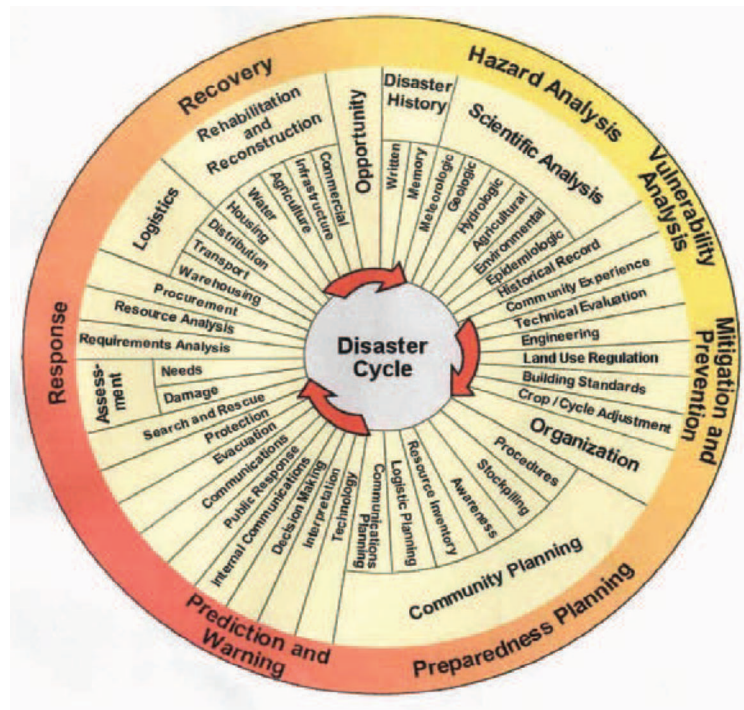 Disaster
Cycle
Hazard Analysis
Disaster
History
Written
Memory
Scientific Analysis
Meteorologic
Geologic
Hydrologic
Agricultural
Environmental
Epidemiologic
Vulnerability
Analysis
Historical Record
Community Experience
Technical Evaluation
Mitigation and
Prevention
Engineering
Land Use Regulation
Building Standards
Crop / Cycle Adjustment
Preparedness Planning
Organization
Community Planning
Procedures
Stockpiling
Awareness
Resource Inventory
Logistic Planning
Communications
Planning
Prediction and
Warning
Technology
Interpretation
Decision Making
Internal Communications
Public Response
Communications
Response
Evacuation
Protection
Search and Rescue
Assess-
ment
Damage
Needs
Requirements Analysis
Resource Analysis
Procurement
Logistics
Warehousing
Transport
Distribution
Recovery
Rehabilitation
and
Reconstruction
Housing
Water
Agriculture
Infrastructure
Commercial
Opportunity